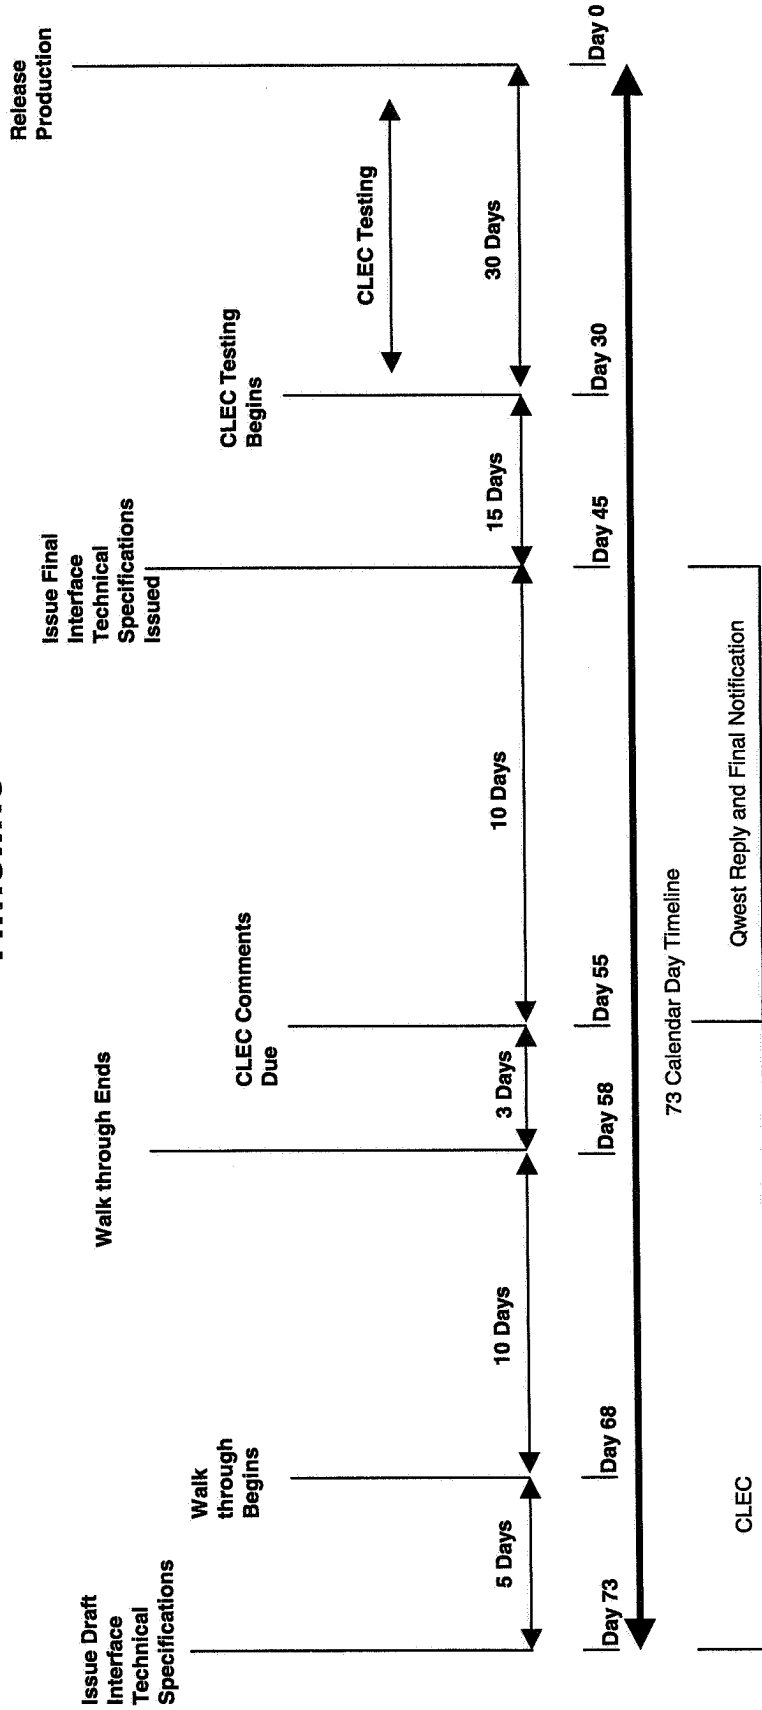 Issue Draft
Interface
Technical
Specifications
Walk
through
Begins
Walk through Ends
CLEC Comments
Due
Issue Final
Interface
Technical
Specifications
Issued
CLEC Testing
Begins
Release
Production
CLEC Testing
5 Days
10 Days
3 Days
10 Days
15 Days
30 Days
Day 73
Day 68
Day 58
Day 55
Day 45
Day 30
Day 0
73 Calendar Day Timeline
CLEC
Qwest Reply and Final Notification